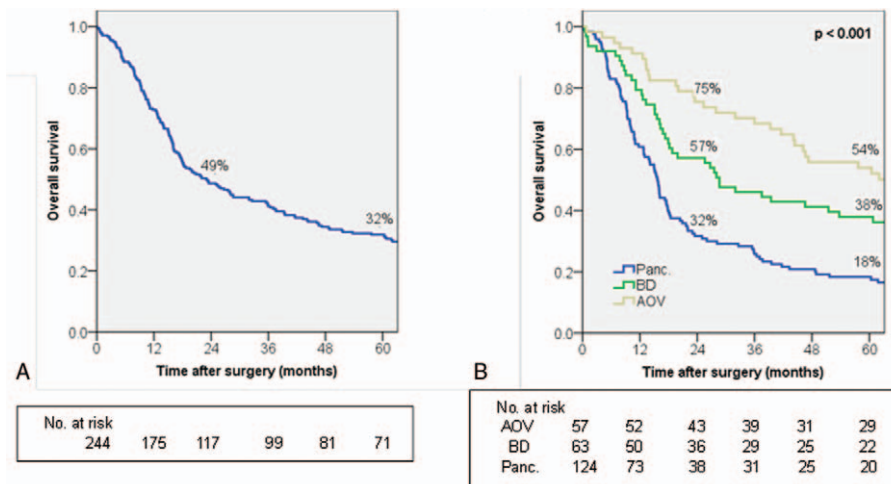 1.0
0.8
0.6
0.4
0.2
0.0
Overall survival
49%
32%
0 12 24 36 48 60
Time after surgery (months)
A
No. at risk
244 175 117 99 81 71
p < 0.001
1.0
0.8
0.6
0.4
0.2
0.0
Overall survival
75%
57%
54%
38%
32%
18%
Panc.
BD
AOV
0 12 24 36 48 60
Time after surgery (months)
B
No. at risk
AOV 57 52 43 39 31 29
BD 63 50 36 29 25 22
Panc. 124 73 38 31 25 20